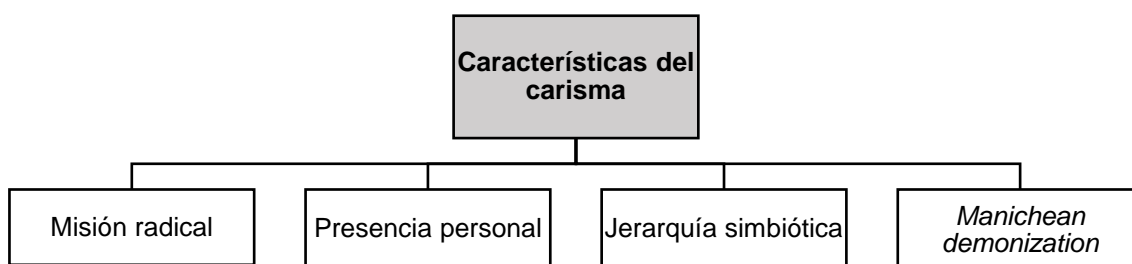 Características del
carisma
Misión radical
Presencia personal
Jerarquía simbiótica
Manichean
demonization